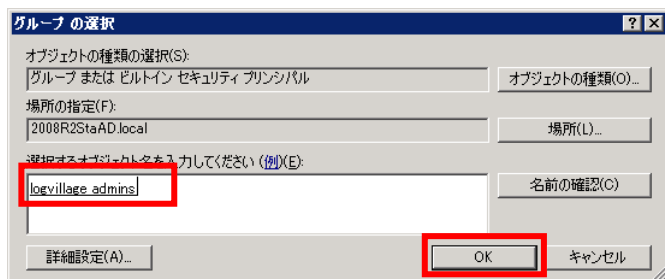 グループ の選択
オブジェクトの種類の選択(S):
グループ または ビルトイン セキュリティ プリンシパル
オブジェクトの種類(O)...
場所の指定(F):
2008R2StaAD.local
場所(L)...
選択するオブジェクト名を入力してください (例)(E):
logvillage admins
名前の確認(C)
詳細設定(A)...
OK
キャンセル